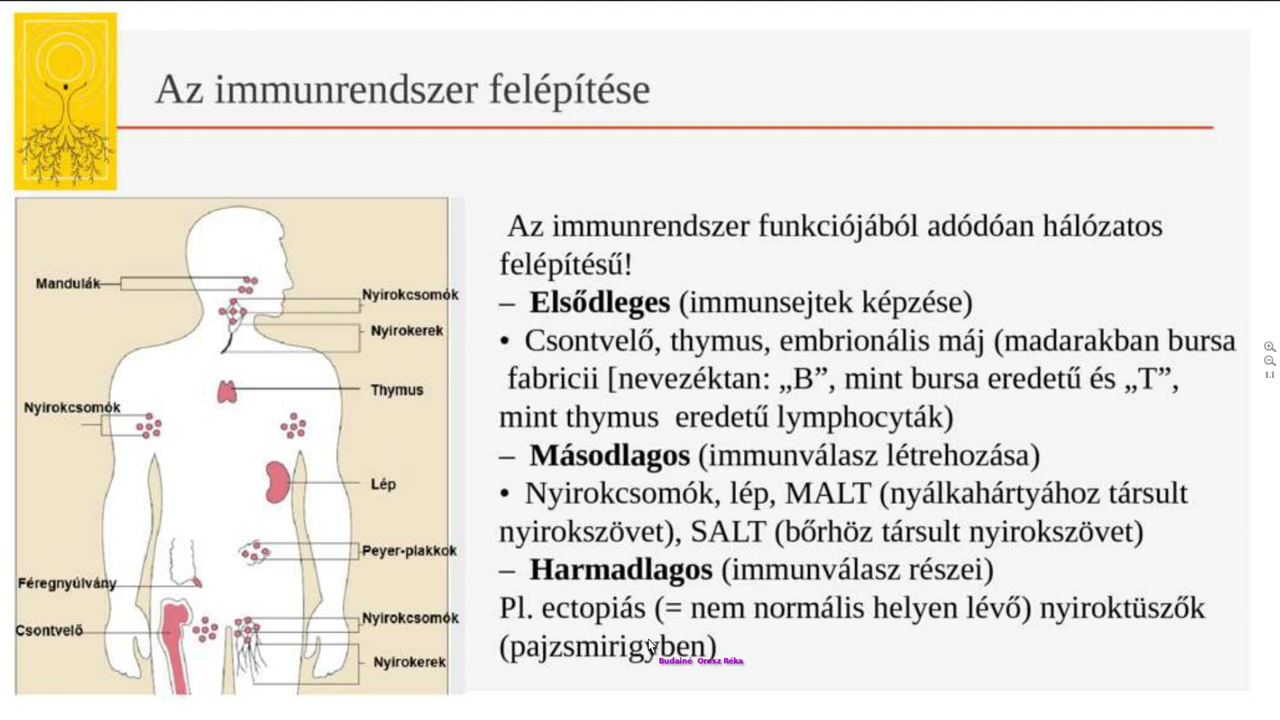 Az immunrendszer felépítése
Mandulák
Nyirokcsomók
Nyirokerek
Thymus
Nyirokcsomók
Lép
Peyer-plakkok
Féregnyúlvány
Nyirokcsomók
Csontvelő
Nyirokerek
Az immunrendszer funkciójából adódóan hálózatos
felépítésű!
– Elsődleges (immunsejtek képzése)
• Csontvelő, thymus, embrionális máj (madarakban bursa
fabricii [nevezéktan: „B”, mint bursa eredetű és „T”,
mint thymus eredetű lymphocyták)
– Másodlagos (immunválasz létrehozása)
• Nyirokcsomók, lép, MALT (nyálkahártyához társult
nyirokszövet), SALT (bőrhöz társult nyirokszövet)
– Harmadlagos (immunválasz részei)
Pl. ectopiás (= nem normális helyen lévő) nyiroktüszők
(pajzsmirigyben)
Budainé Orosz Réka
1:1